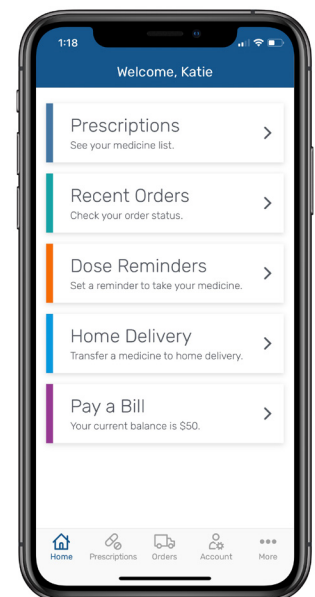 1:18
Welcome, Katie
Prescriptions
See your medicine list.
Recent Orders
Check your order status.
Dose Reminders
Set a reminder to take your medicine.
Home Delivery
Transfer a medicine to home delivery.
Pay a Bill
Your current balance is $50.
Home Prescriptions Orders Account More